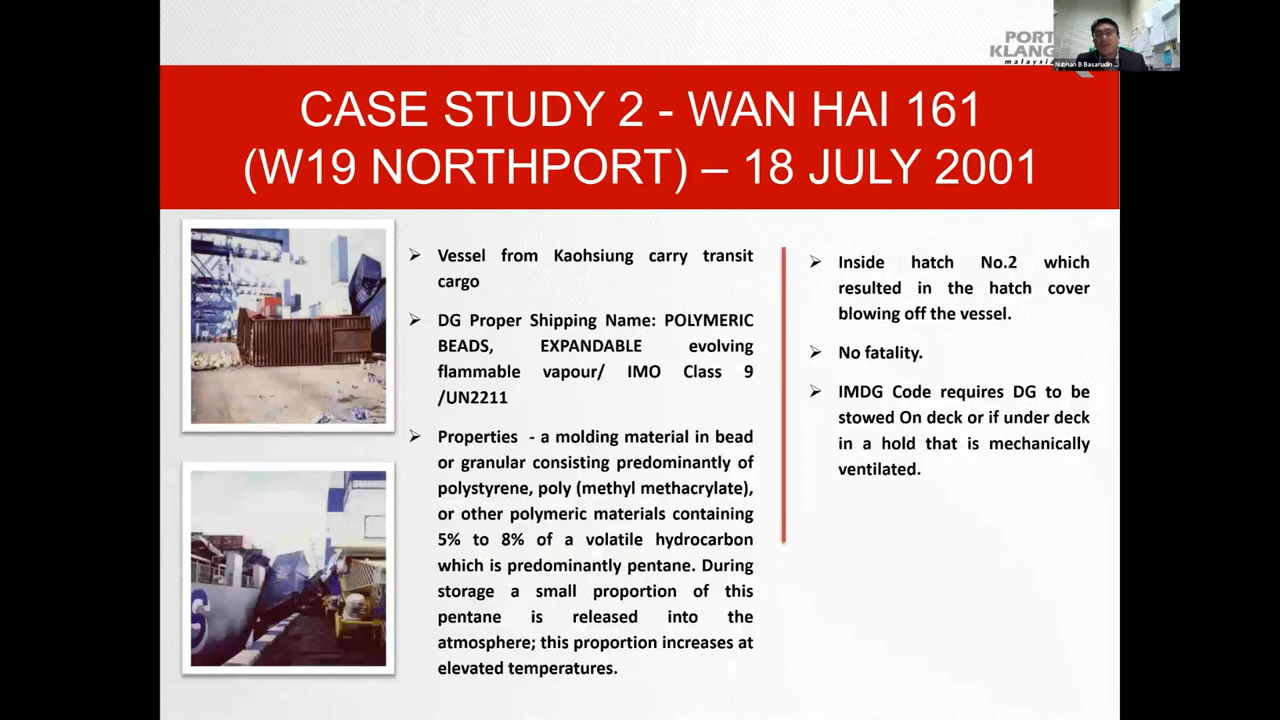 PORT
KLANG
malaysia
Nubhan B Basarudin
CASE STUDY 2 - WAN HAI 161
(W19 NORTHPORT) – 18 JULY 2001
➢ Vessel from Kaohsiung carry transit
cargo
➢ DG Proper Shipping Name: POLYMERIC
BEADS, EXPANDABLE evolving
flammable vapour/ IMO Class 9
/UN2211
➢ Properties - a molding material in bead
or granular consisting predominantly of
polystyrene, poly (methyl methacrylate),
or other polymeric materials containing
5% to 8% of a volatile hydrocarbon
which is predominantly pentane. During
storage a small proportion of this
pentane is released into the
atmosphere; this proportion increases at
elevated temperatures.
➢ Inside hatch No.2 which
resulted in the hatch cover
blowing off the vessel.
➢ No fatality.
➢ IMDG Code requires DG to be
stowed On deck or if under deck
in a hold that is mechanically
ventilated.
S